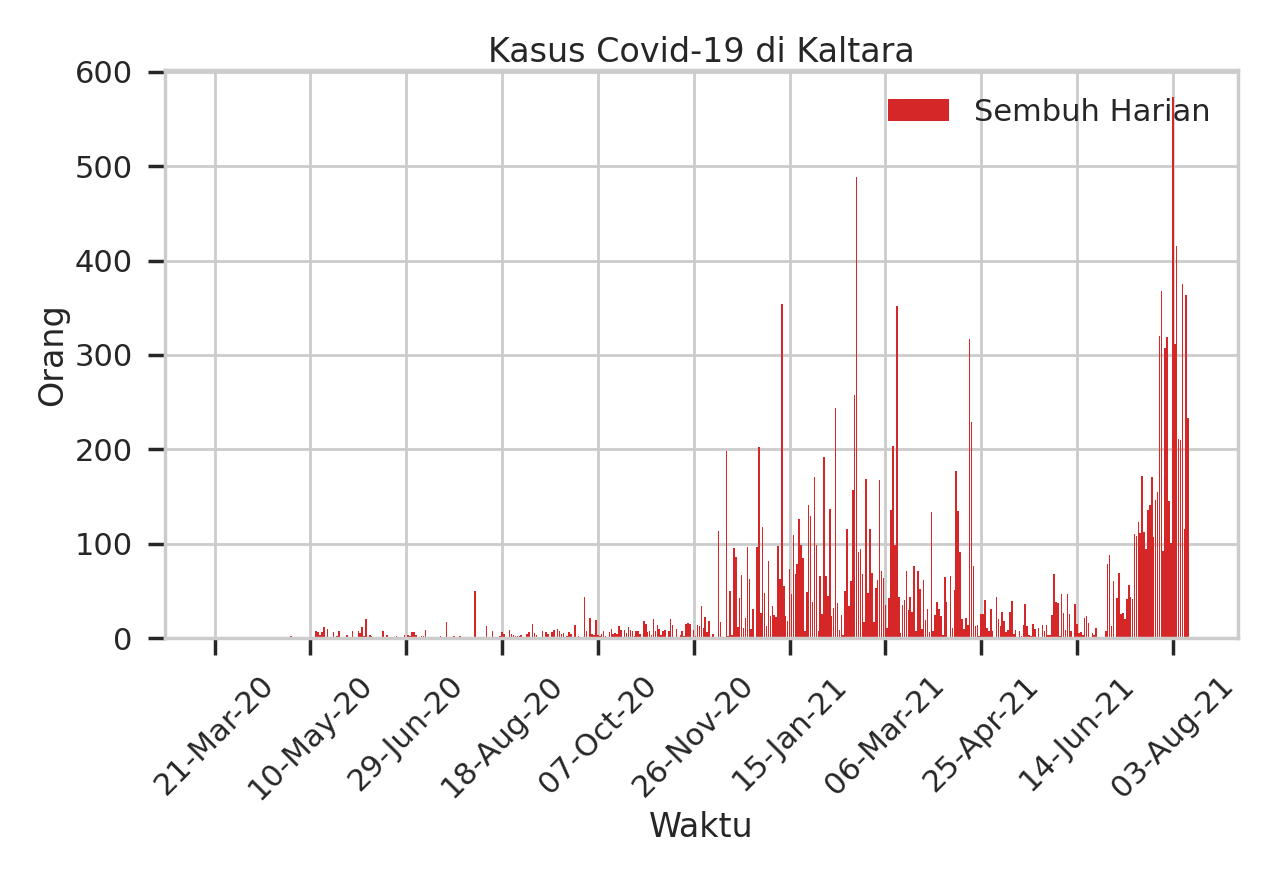 Kasus Covid-19 di Kaltara
Sembuh Harian
Orang
600
500
400
300
200
100
0
21-Mar-20
10-May-20
29-Jun-20
18-Aug-20
07-Oct-20
26-Nov-20
15-Jan-21
06-Mar-21
25-Apr-21
14-Jun-21
03-Aug-21
Waktu